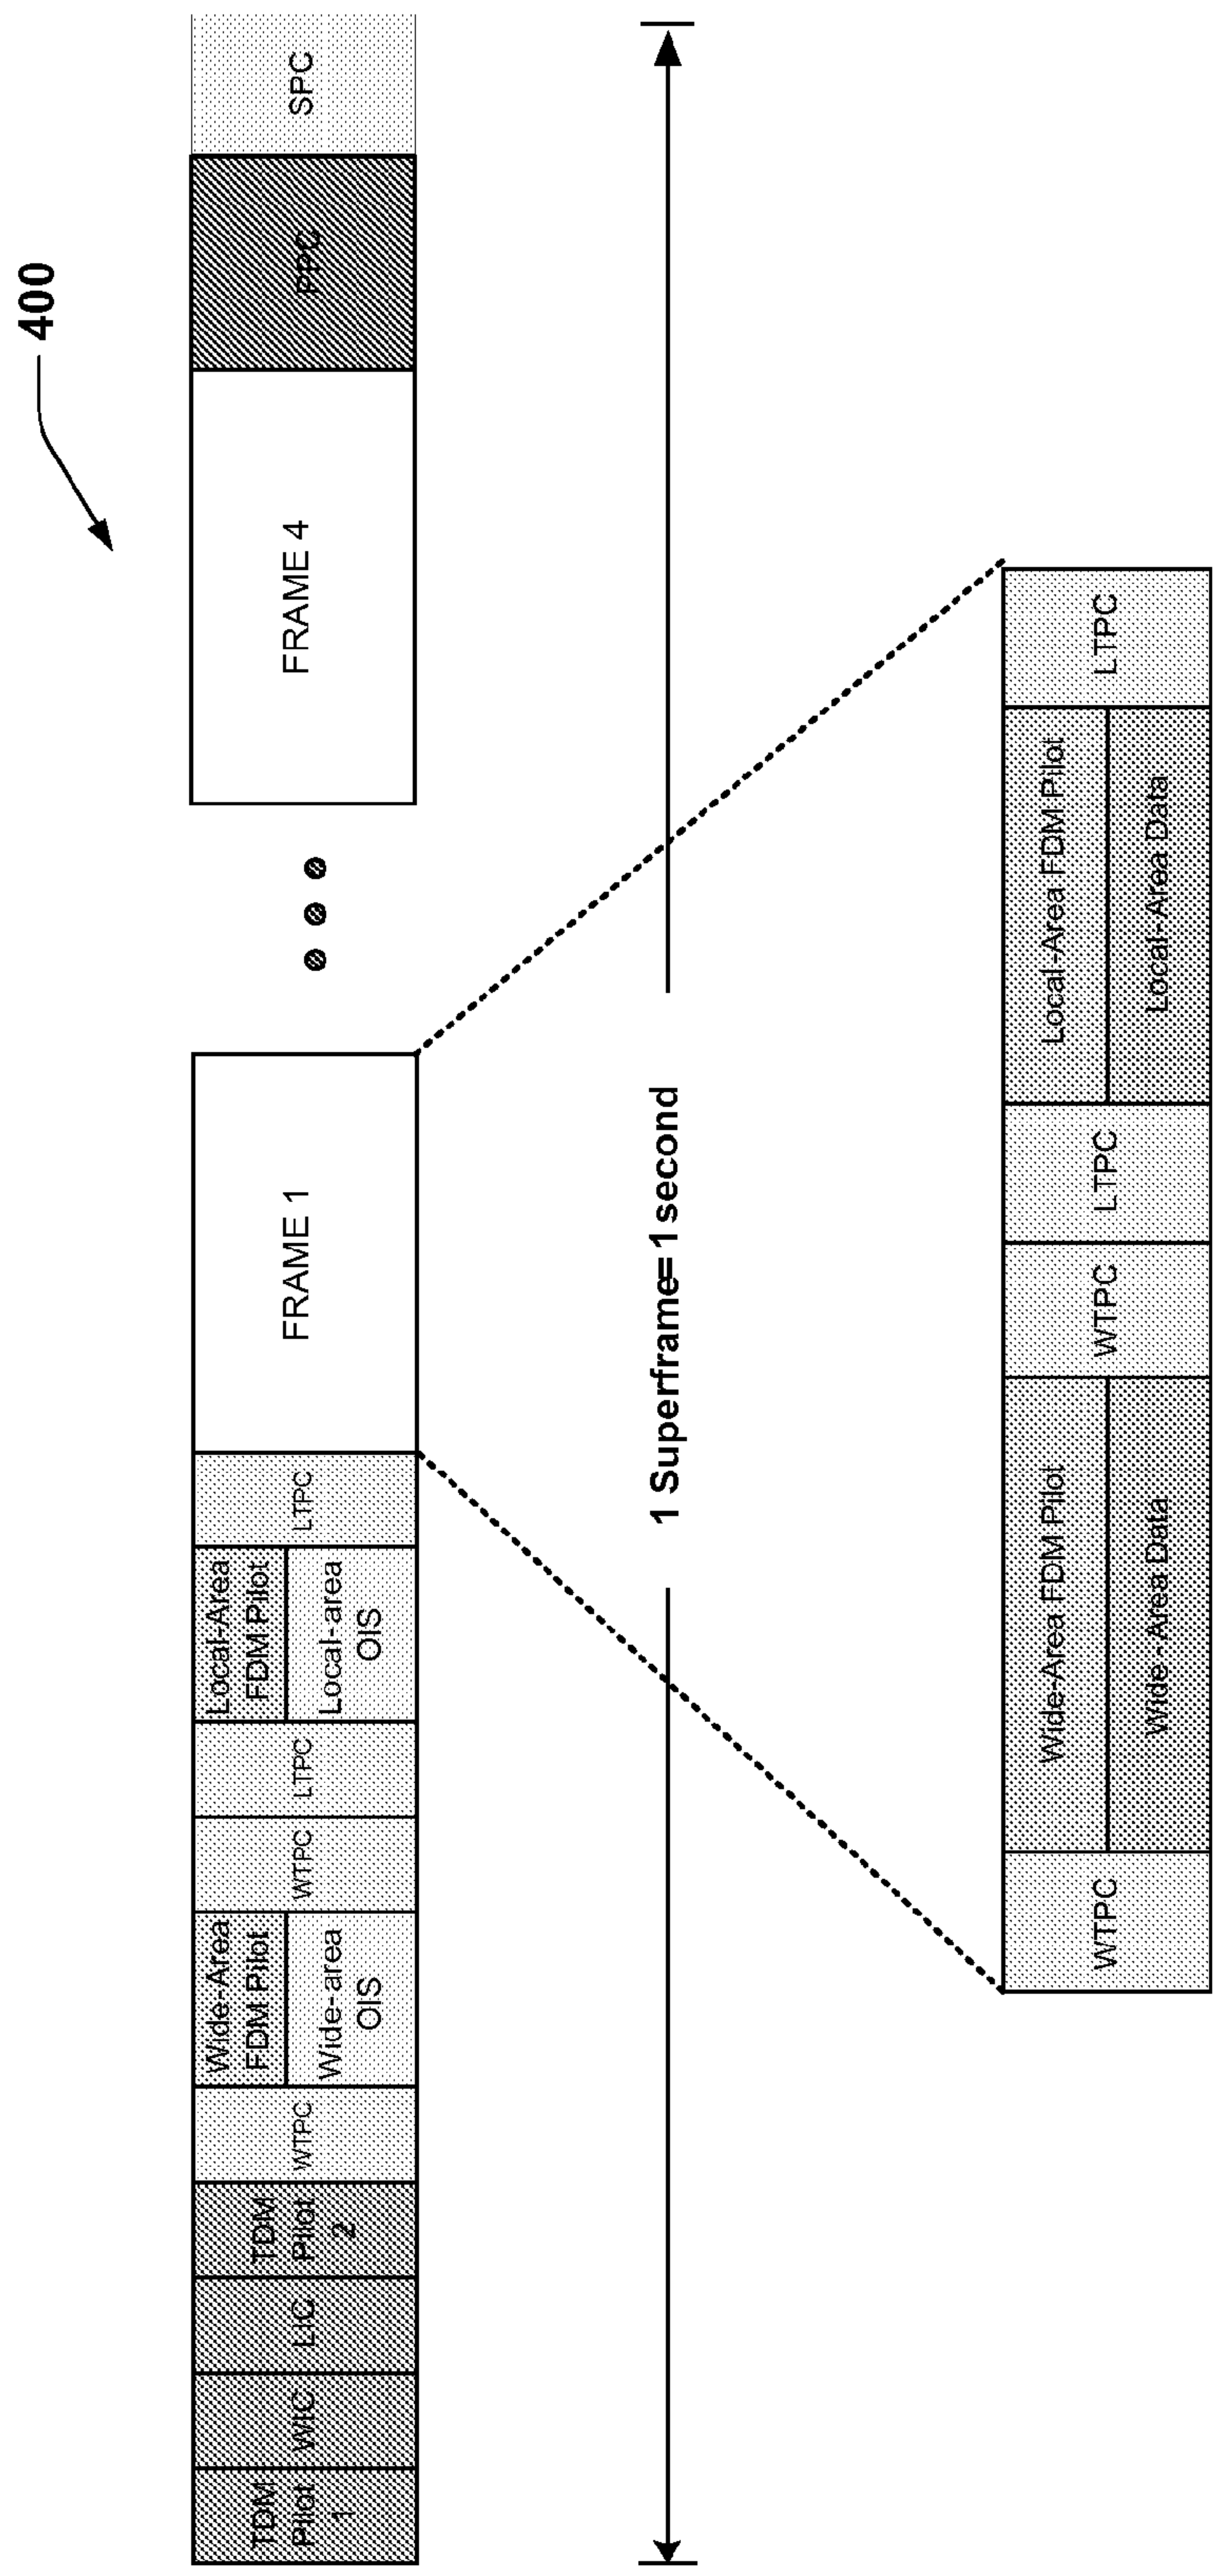 400
TDM
Pilot
1
WIC
LIC
TDM
Pilot
2
WTPC
Wide-Area
FDM Pilot
Wide-area
OIS
WTPC
LTPC
Local-Area
FDM Pilot
Local-area
OIS
LTPC
FRAME 1
FRAME 4
PPC
SPC
1 Superframe=1second
WTPC
Wide-Area FDM Pilot
Wide-Area Data
WTPC
LTPC
Local-Area FDM Pilot
Local-Area Data
LTPC